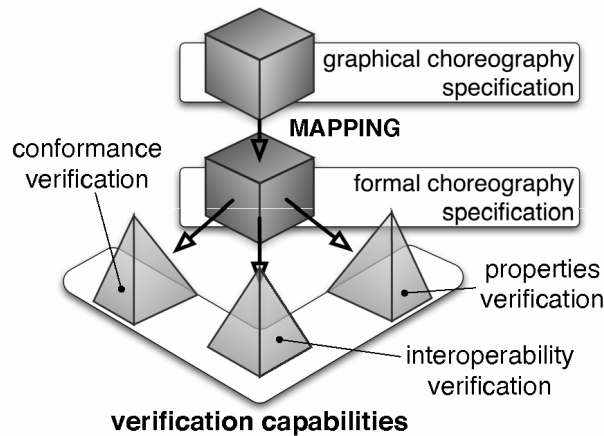 graphical choreography
specification
MAPPING
conformance
verification
formal choreography
specification
properties
verification
interoperability
verification
verification capabilities